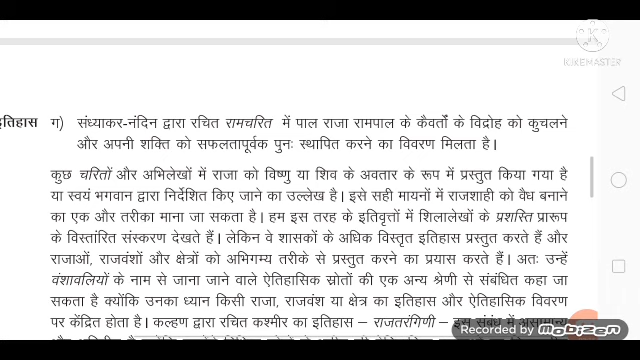 KIKEMASTER
इतिहास ग) संध्याकर-नंदिन द्वारा रचित रामचरित में पाल राजा रामपाल के कैवर्तों के विद्रोह को कुचलने
और अपनी शक्ति को सफलतापूर्वक पुनः स्थापित करने का विवरण मिलता है।
कुछ चरितों और अभिलेखों में राजा को विष्णु या शिव के अवतार के रूप में प्रस्तुत किया गया है
या स्वयं भगवान द्वारा निर्देशित किए जाने का उल्लेख है। इसे सही मायनों में राजशाही को वैध बनाने
का एक और तरीका माना जा सकता है। हम इस तरह के इतिवृत्तों में शिलालेखों के प्रशस्ति प्रारूप
के विस्तारित संस्करण देखते हैं। लेकिन वे शासकों के अधिक विस्तृत इतिहास प्रस्तुत करते हैं और
राजाओं, राजवंशों और क्षेत्रों को अभिगम्य तरीके से प्रस्तुत करने का प्रयास करते हैं। अतः उन्हें
वंशावलियों के नाम से जाना जाने वाले ऐतिहासिक स्रोतों की एक अन्य श्रेणी से संबंधित कहा जा
सकता है क्योंकि उनका ध्यान किसी राजा, राजवंश या क्षेत्र का इतिहास और ऐतिहासिक विवरण
पर केंद्रित होता है। कल्हण द्वारा रचित कश्मीर का इतिहास – राजतरंगिणी – इस संबंध में असामान्य
Recorded by Mobizen